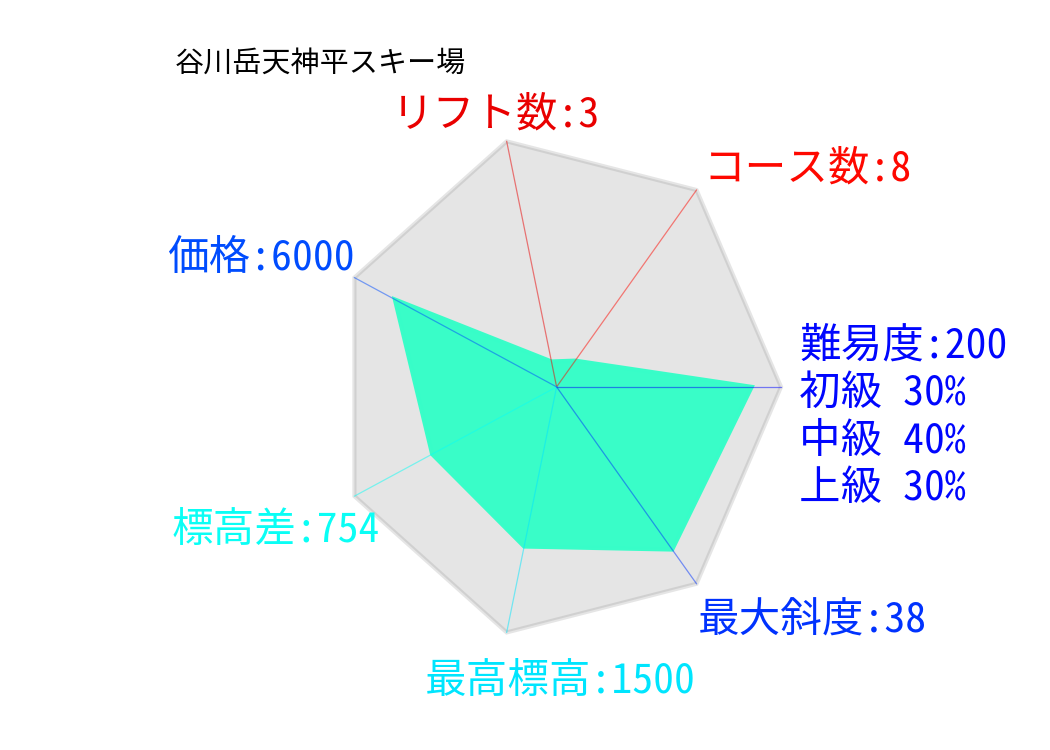 谷川岳天神平スキー場
リフト数:3
コース数:8
価格:6000
難易度:200
初級 30%
中級 40%
上級 30%
標高差:754
最大斜度:38
最高標高:1500